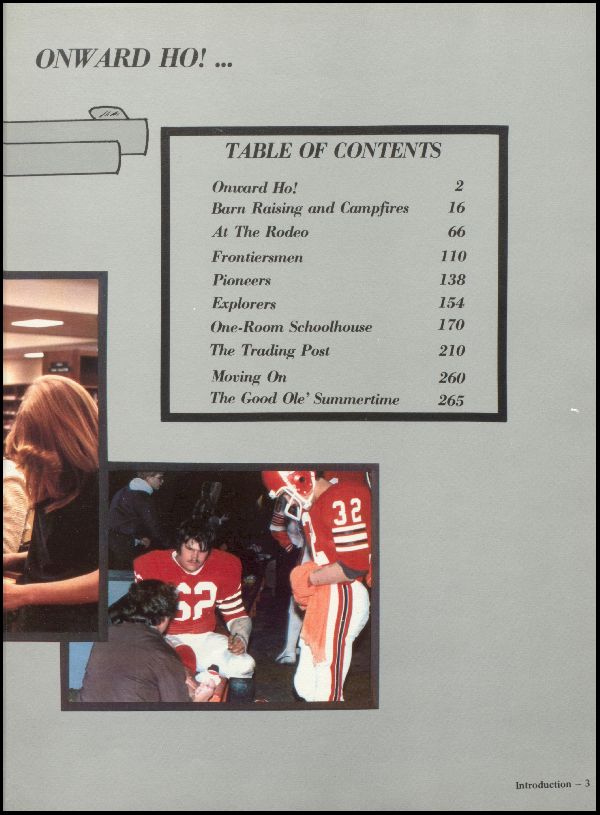 ONWARD HO! ...
TABLE OF CONTENTS
Onward Ho! 2
Barn Raising and Campfires 16
At The Rodeo 66
Frontiersmen 110
Pioneers 138
Explorers 154
One-Room Schoolhouse 170
The Trading Post 210
Moving On 260
The Good Ole' Summertime 265
32
62
Introduction — 3